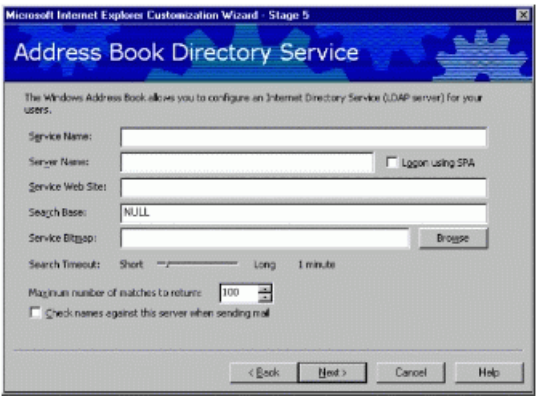 Microsoft Internet Explorer Customization Wizard - Stage 5
Address Book Directory Service
The Windows Address Book allows you to configure an Internet Directory Service (LDAP server) for your
users.
Service Name:
Server Name: Logon using SPA
Service Web Site:
Search Base: NULL
Service Bitmap: Browse
Search Timeout: Short Long 1 minute
Maximum number of matches to return: 100
Check names against this server when sending mail
< Back Next > Cancel Help